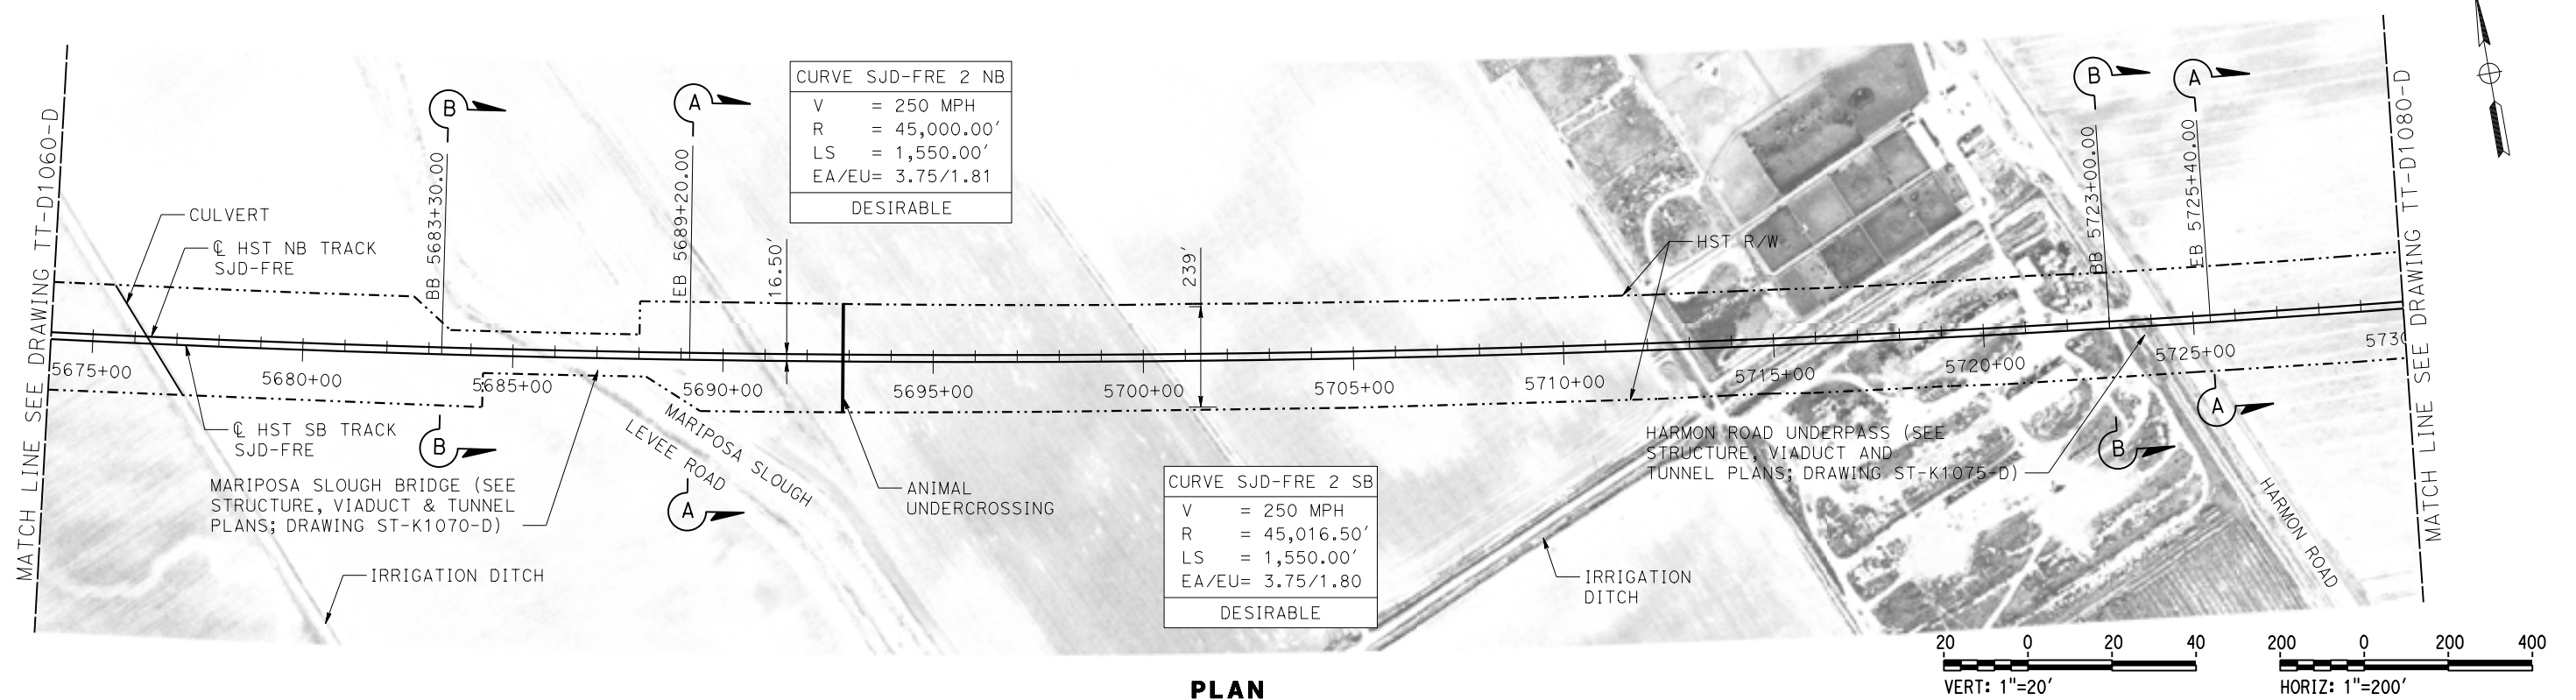 MATCH LINE SEE DRAWING TT-D1060-D
CULVERT
℄ HST NB TRACK
SJD-FRE
B
BB 5683+30.00
A
EB 5689+20.00
CURVE SJD-FRE 2 NB
V = 250 MPH
R = 45,000.00'
LS = 1,550.00'
EA/EU= 3.75/1.81
DESIRABLE
16.50'
239'
HST R/W
B
BB 5723+00.00
A
EB 5725+40.00
MATCH LINE SEE DRAWING TT-D1080-D
5675+00
5680+00
5685+00
5690+00
5695+00
5700+00
5705+00
5710+00
5715+00
5720+00
5725+00
5730
℄ HST SB TRACK
SJD-FRE
B
MARIPOSA SLOUGH BRIDGE (SEE
STRUCTURE, VIADUCT & TUNNEL
PLANS; DRAWING ST-K1070-D)
IRRIGATION DITCH
MARIPOSA SLOUGH
LEVEE ROAD
A
ANIMAL
UNDERCROSSING
CURVE SJD-FRE 2 SB
V = 250 MPH
R = 45,016.50'
LS = 1,550.00'
EA/EU= 3.75/1.80
DESIRABLE
IRRIGATION
DITCH
HARMON ROAD UNDERPASS (SEE
STRUCTURE, VIADUCT AND
TUNNEL PLANS; DRAWING ST-K1075-D)
B
A
HARMON ROAD
PLAN
20 0 20 40
VERT: 1"=20'
200 0 200 400
HORIZ: 1"=200'